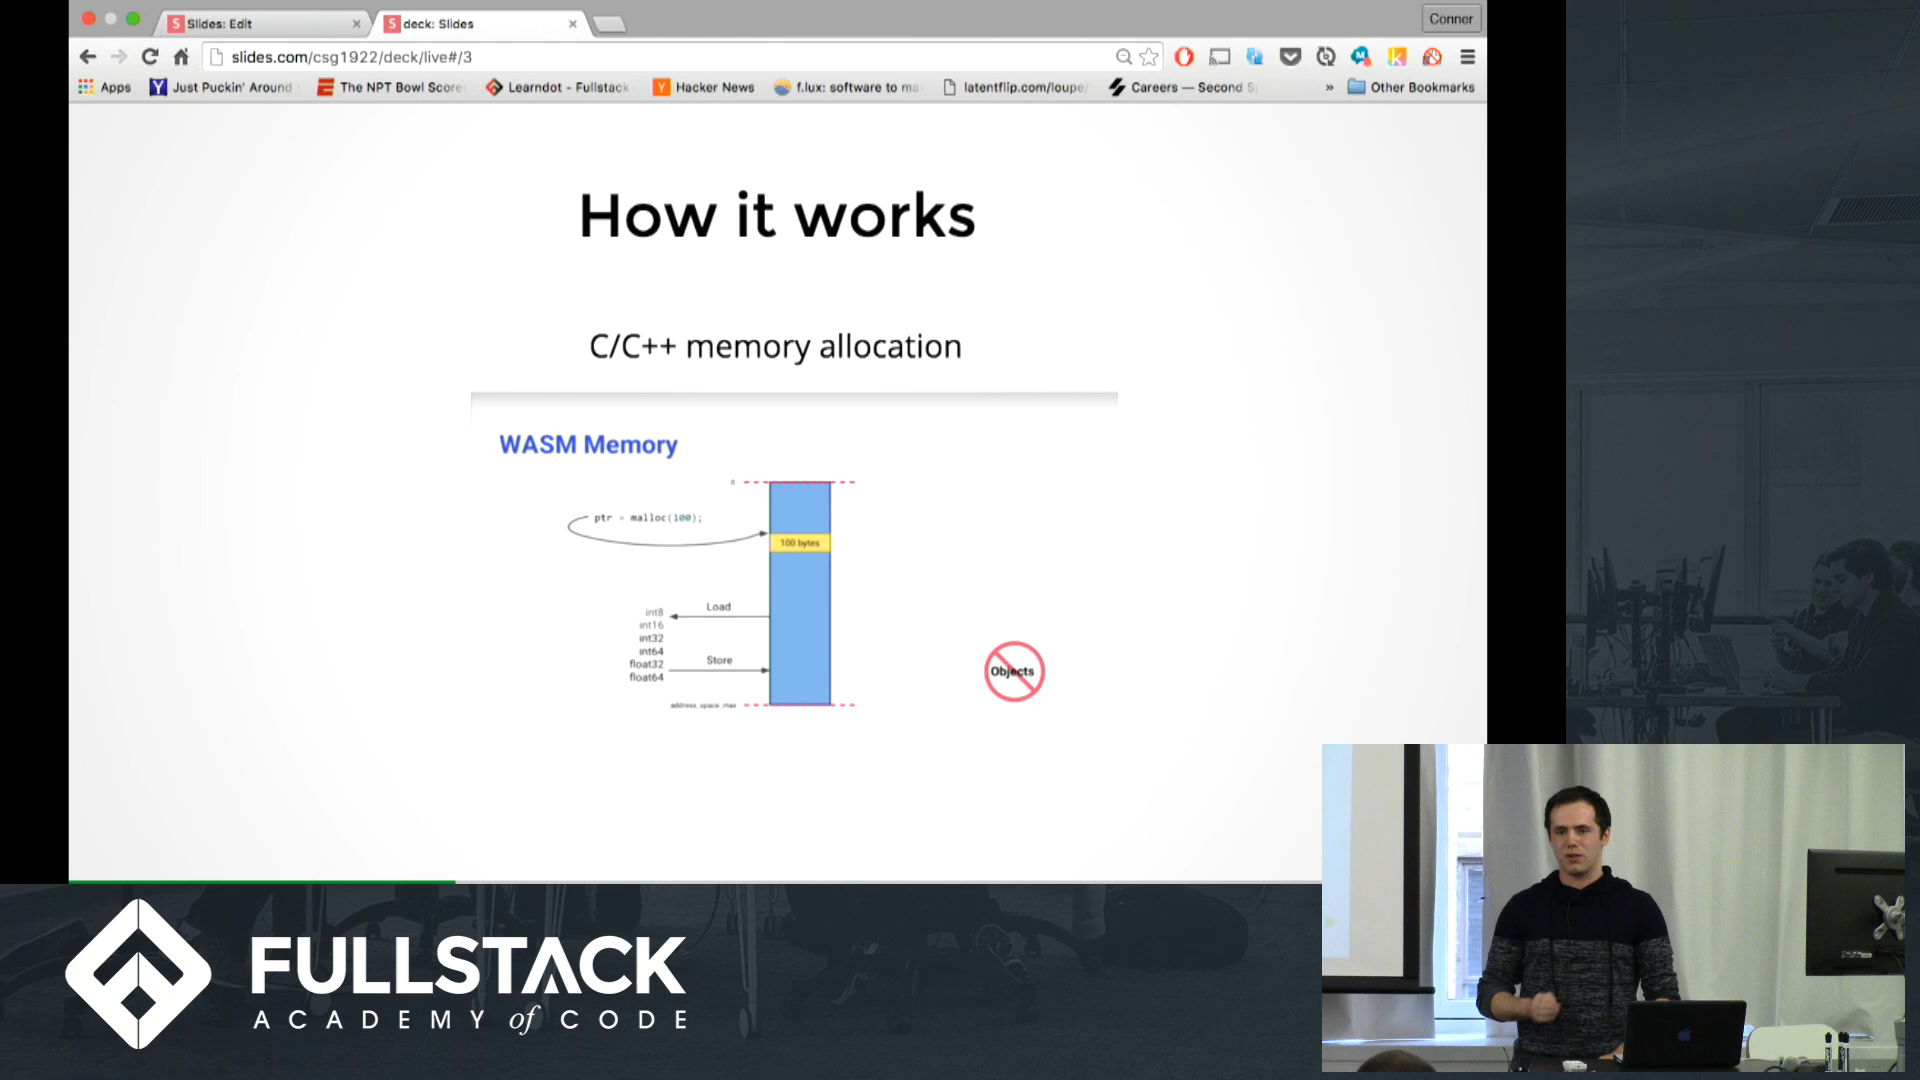 Slides: Edit
deck: Slides
Conner
slides.com/csg1922/deck/live#/3
Apps
Just Puckin' Around
The NPT Bowl Score
Learndot - Fullstack
Hacker News
f.lux: software to ma
latentflip.com/loupe/
Careers — Second S
»
Other Bookmarks
How it works
C/C++ memory allocation
WASM Memory
0
ptr = malloc(100);
100 bytes
Load
int8
int16
int32
int64
float32
float64
Store
Objects
address_space_max
FULLSTACK
ACADEMY of CODE